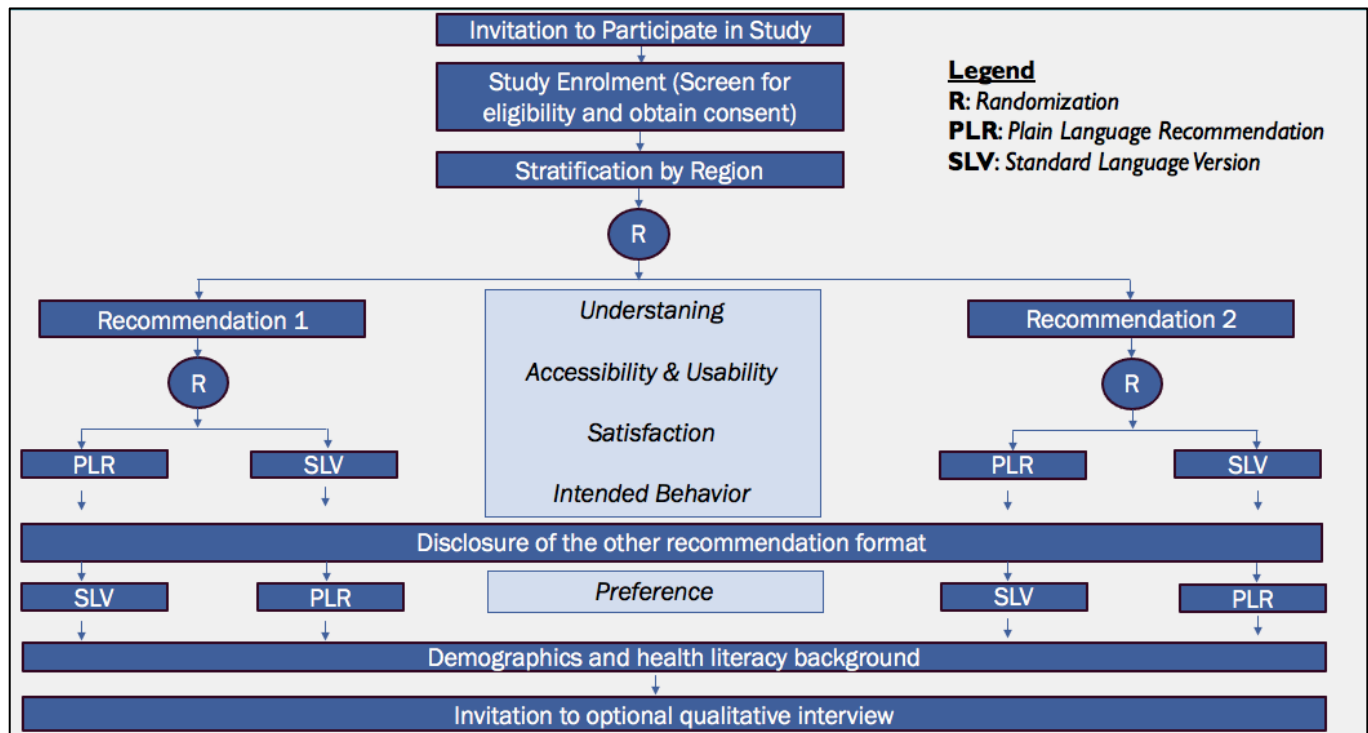 Invitation to Participate in Study
Study Enrolment (Screen for
eligibility and obtain consent)
Stratification by Region
Legend
R: Randomization
PLR: Plain Language Recommendation
SLV: Standard Language Version
R
Recommendation 1
Understaning
Recommendation 2
Accessibility & Usability
R
R
Satisfaction
PLR
SLV
PLR
SLV
Intended Behavior
Disclosure of the other recommendation format
SLV
PLR
Preference
SLV
PLR
Demographics and health literacy background
Invitation to optional qualitative interview